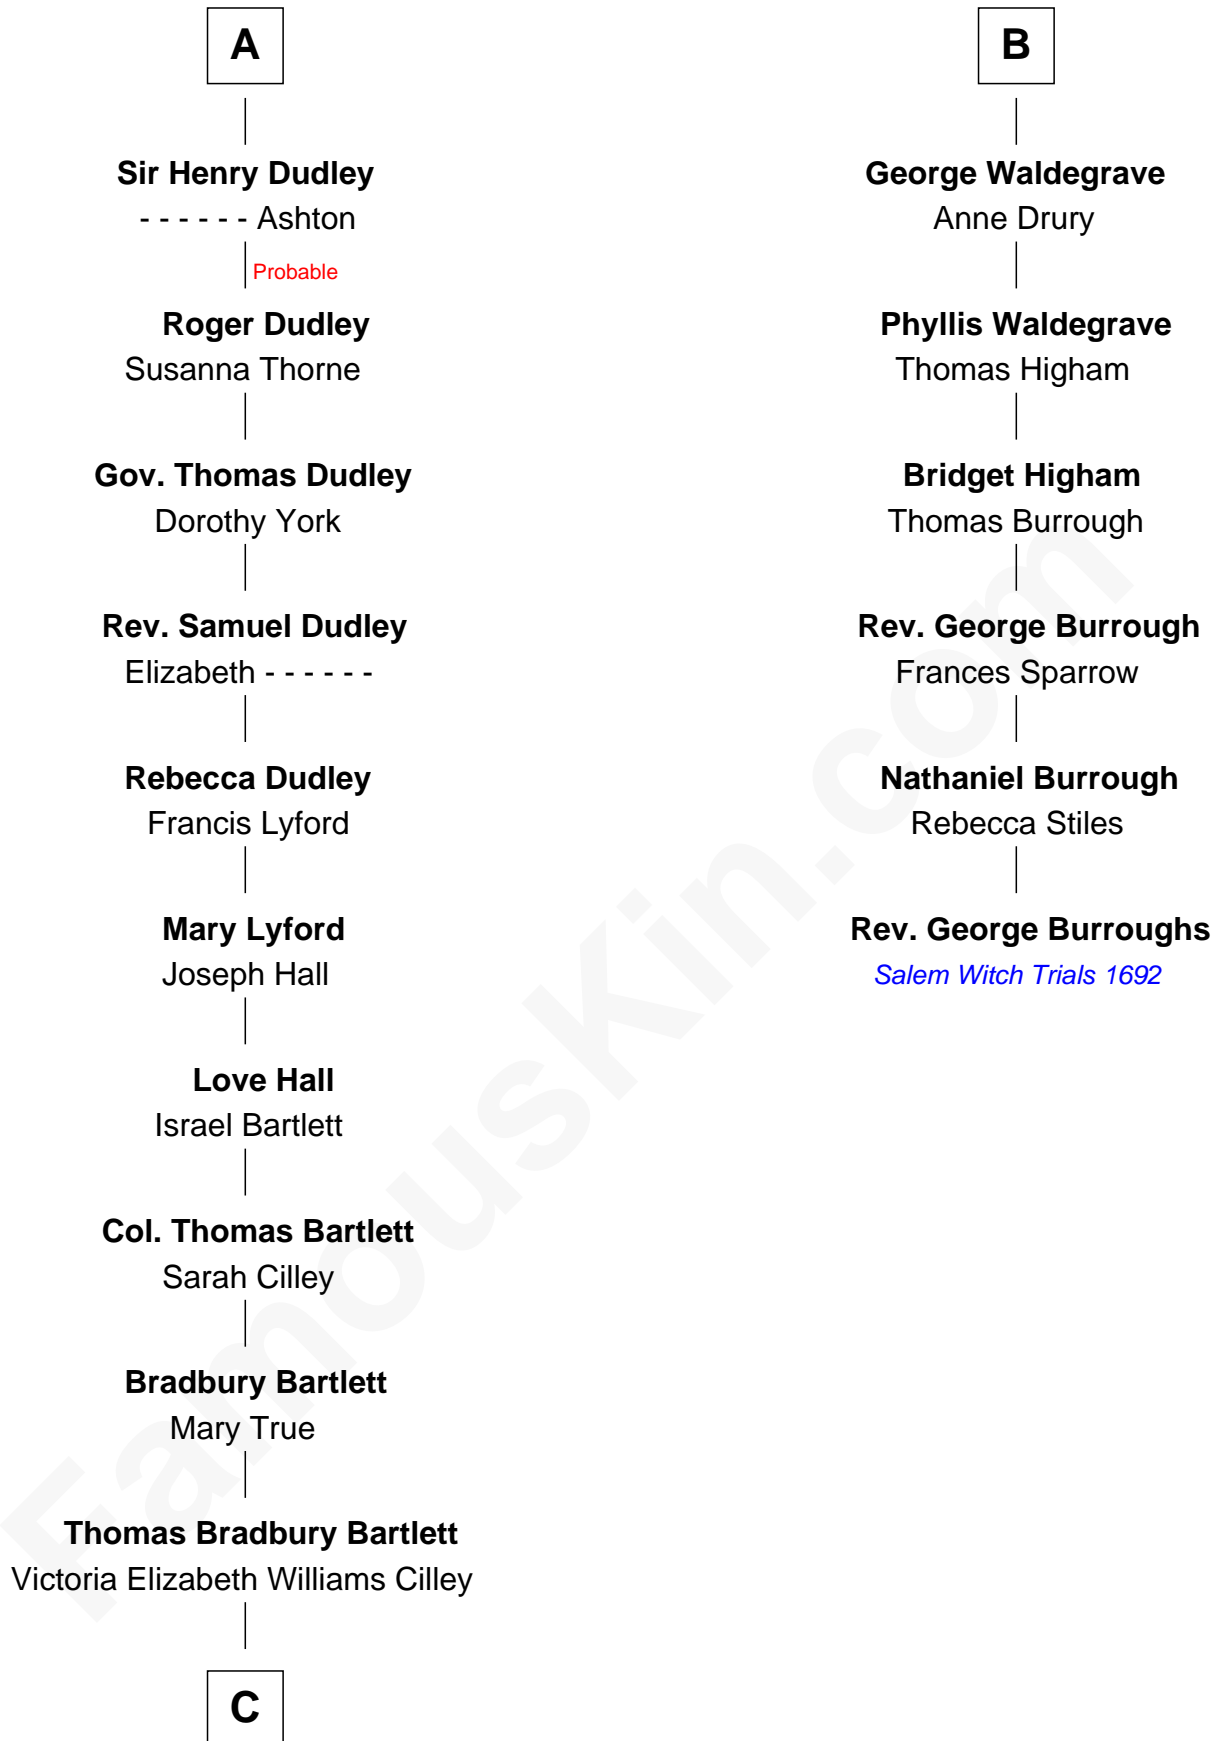 A
Sir Henry Dudley
- - - - - - Ashton
Probable
Roger Dudley
Susanna Thorne
Gov. Thomas Dudley
Dorothy York
Rev. Samuel Dudley
Elizabeth - - - - - -
Rebecca Dudley
Francis Lyford
Mary Lyford
Joseph Hall
Love Hall
Israel Bartlett
Col. Thomas Bartlett
Sarah Cilley
Bradbury Bartlett
Mary True
Thomas Bradbury Bartlett
Victoria Elizabeth Williams Cilley
C
B
George Waldegrave
Anne Drury
Phyllis Waldegrave
Thomas Higham
Bridget Higham
Thomas Burrough
Rev. George Burrough
Frances Sparrow
Nathaniel Burrough
Rebecca Stiles
Rev. George Burroughs
Salem Witch Trials 1692
FamousKin.com